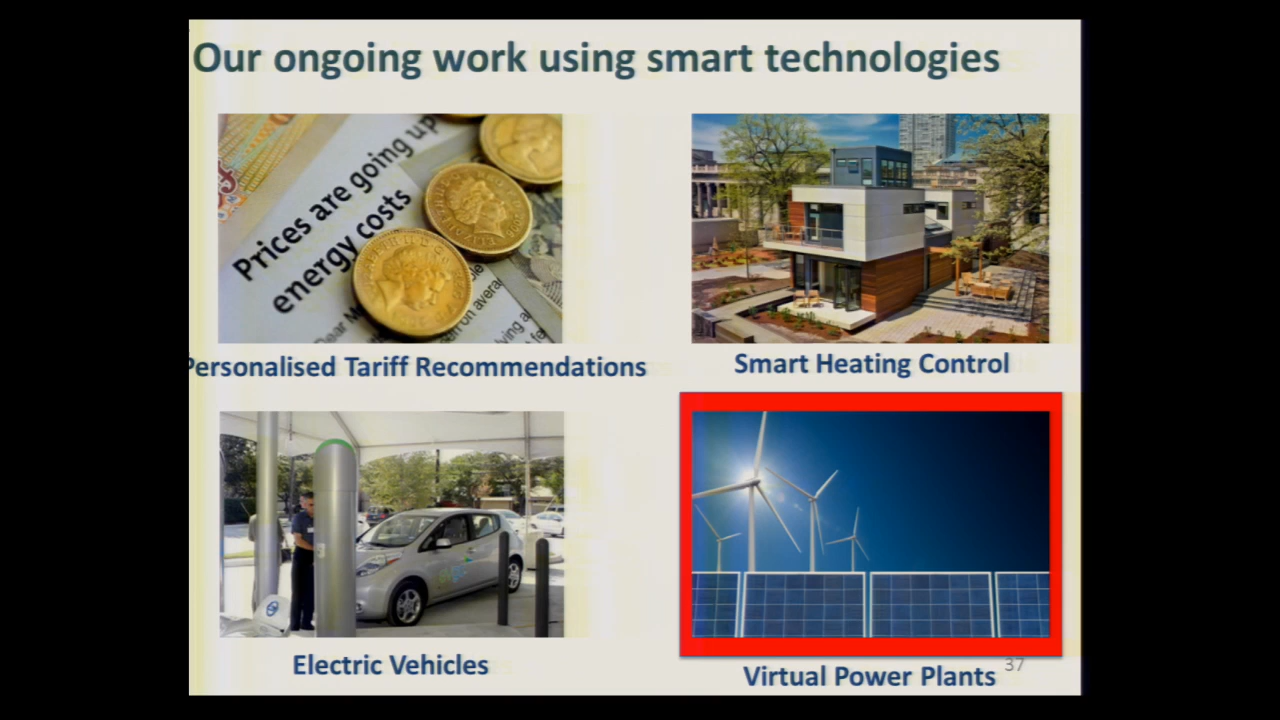 Our ongoing work using smart technologies
Prices are going up
energy costs
Personalised Tariff Recommendations
Smart Heating Control
Electric Vehicles
Virtual Power Plants
37